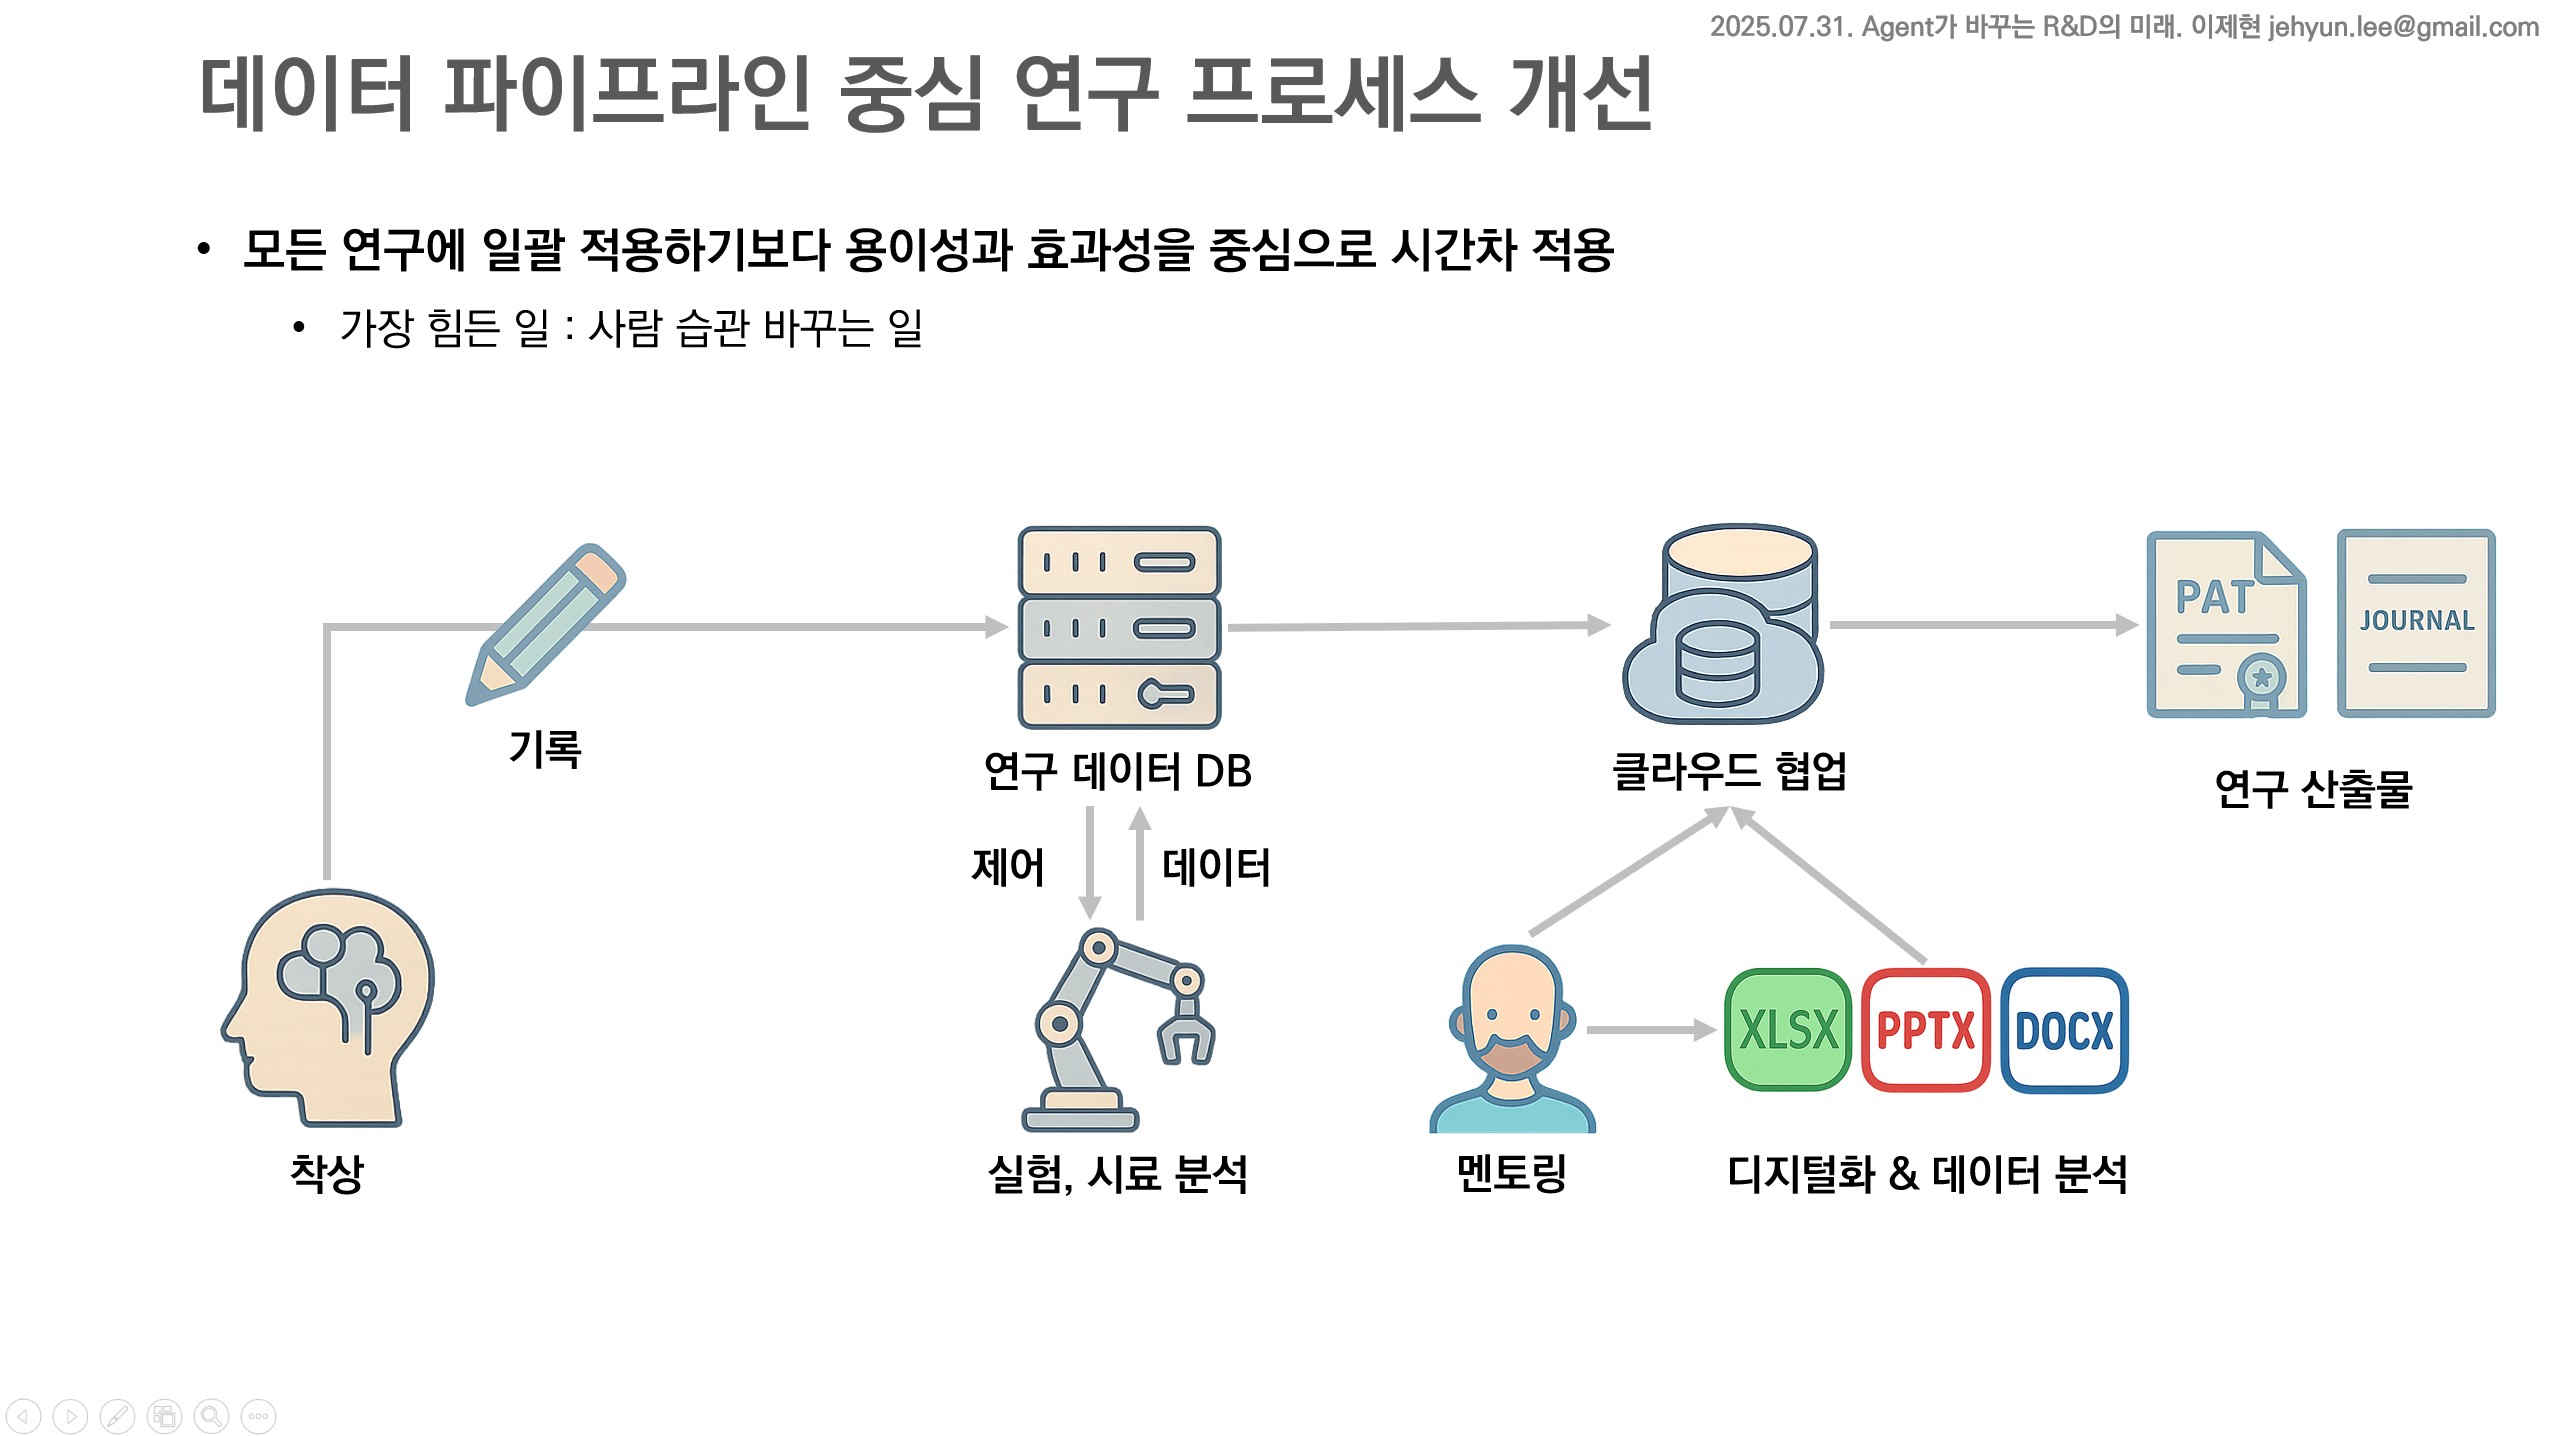 2025.07.31. Agent가 바꾸는 R&D의 미래. 이제현 jehyun.lee@gmail.com
데이터 파이프라인 중심 연구 프로세스 개선
• 모든 연구에 일괄 적용하기보다 용이성과 효과성을 중심으로 시간차 적용
• 가장 힘든 일 : 사람 습관 바꾸는 일
PAT
JOURNAL
기록
연구 데이터 DB
클라우드 협업
연구 산출물
제어
데이터
XLSX
PPTX
DOCX
착상
실험, 시료 분석
멘토링
디지털화 & 데이터 분석